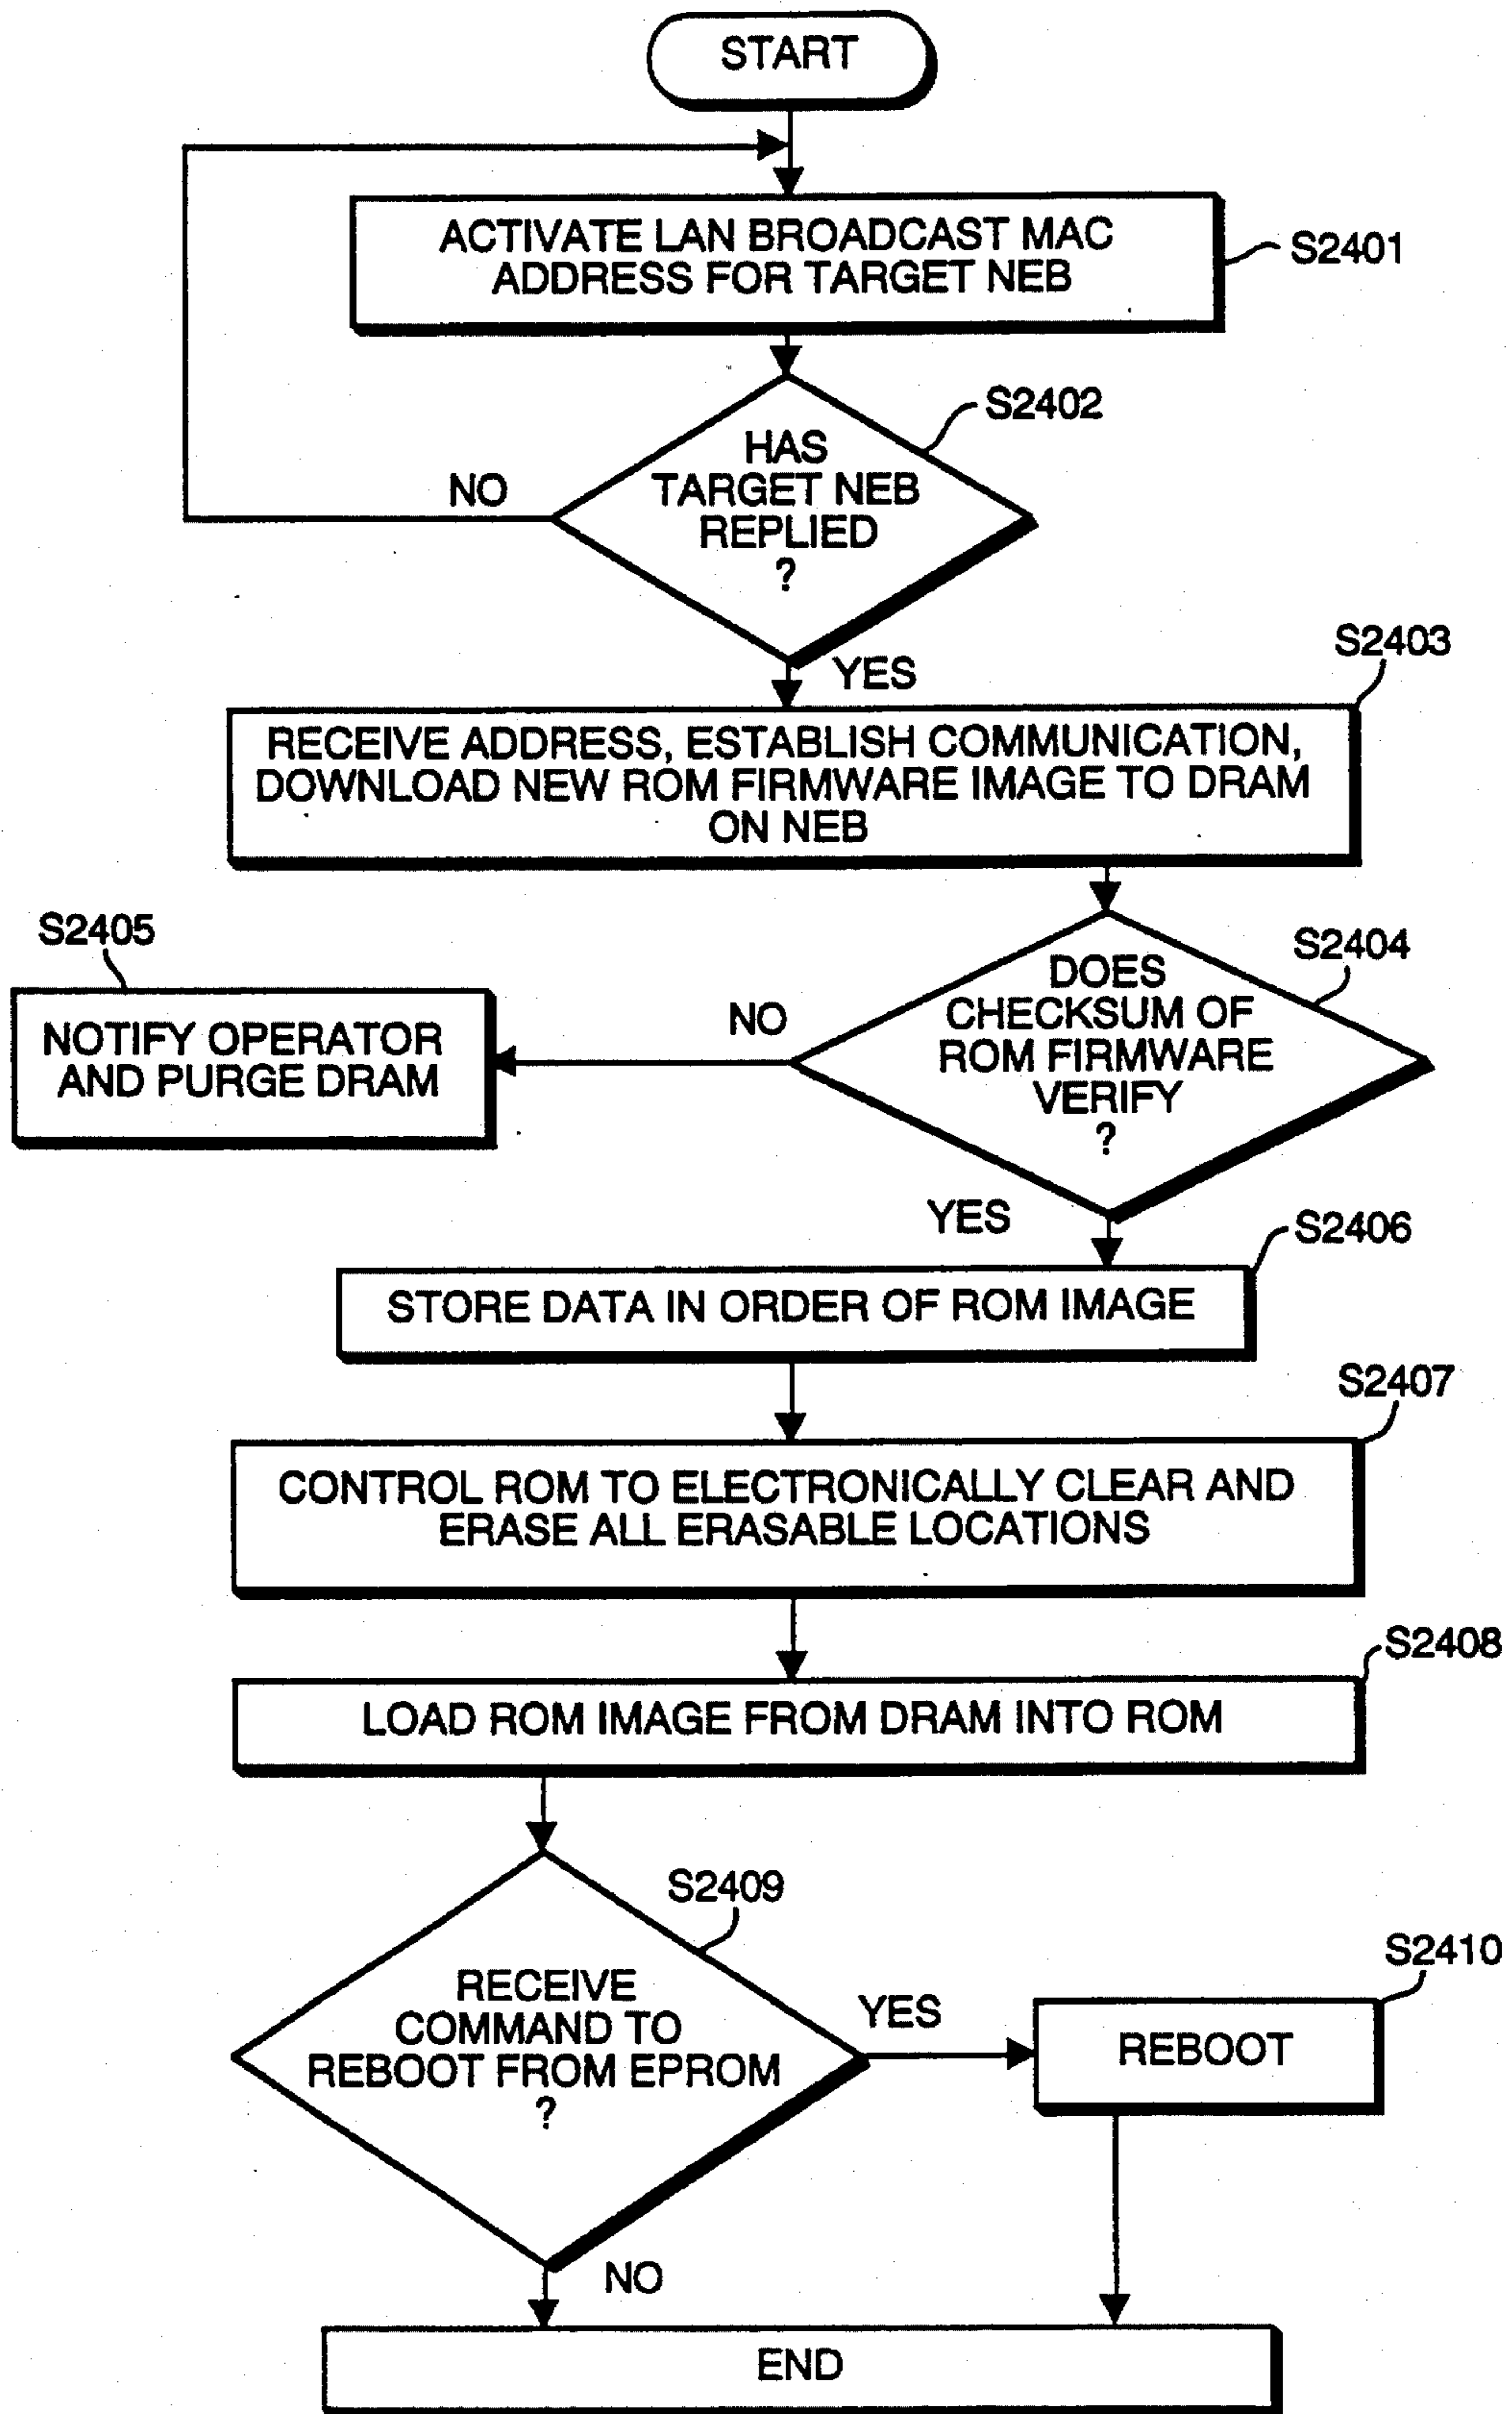 START
ACTIVATE LAN BROADCAST MAC
ADDRESS FOR TARGET NEB
S2401
S2402
HAS
TARGET NEB
REPLIED
?
NO
YES
S2403
RECEIVE ADDRESS, ESTABLISH COMMUNICATION,
DOWNLOAD NEW ROM FIRMWARE IMAGE TO DRAM
ON NEB
S2405
NOTIFY OPERATOR
AND PURGE DRAM
NO
S2404
DOES
CHECKSUM OF
ROM FIRMWARE
VERIFY
?
YES
S2406
STORE DATA IN ORDER OF ROM IMAGE
S2407
CONTROL ROM TO ELECTRONICALLY CLEAR AND
ERASE ALL ERASABLE LOCATIONS
S2408
LOAD ROM IMAGE FROM DRAM INTO ROM
S2409
RECEIVE
COMMAND TO
REBOOT FROM EPROM
?
YES
S2410
REBOOT
NO
END